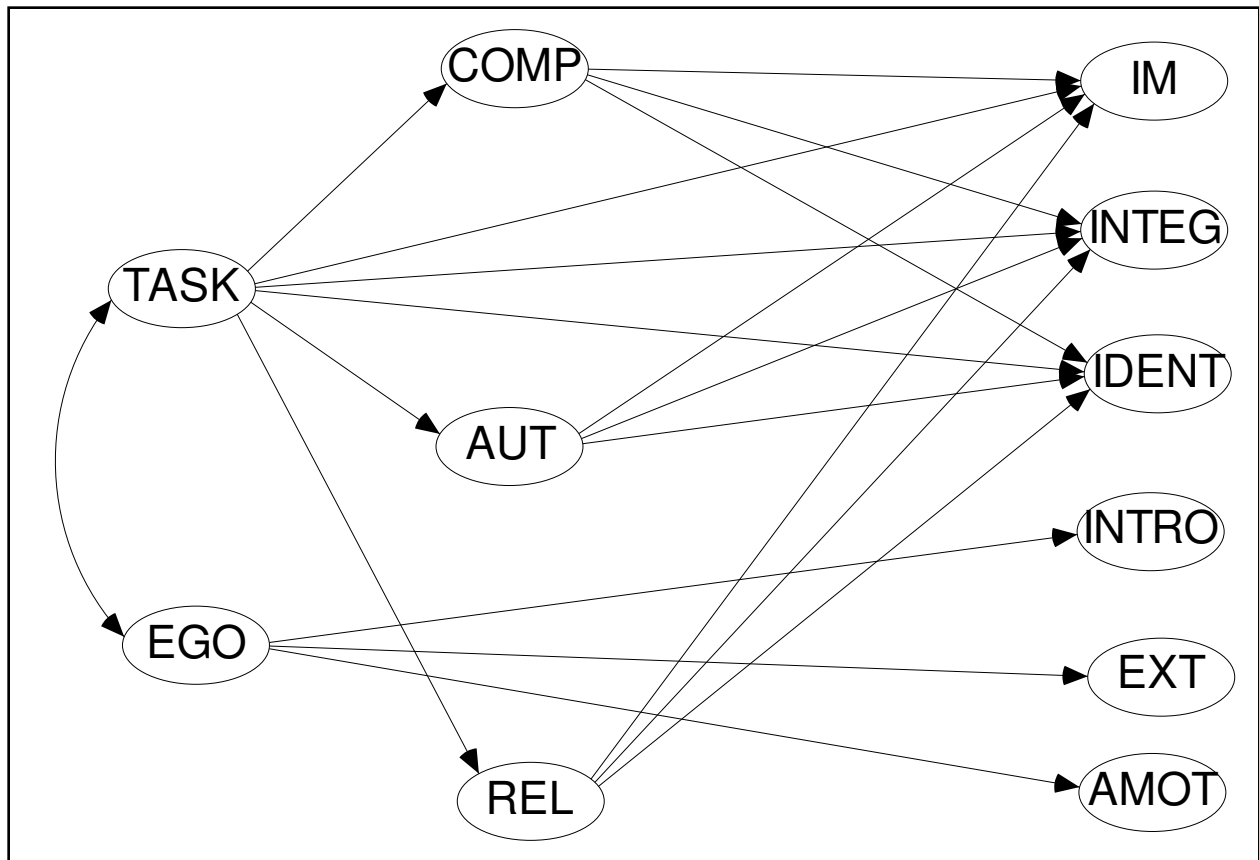 COMP
IM
INTEG
TASK
IDENT
AUT
INTRO
EGO
EXT
REL
AMOT